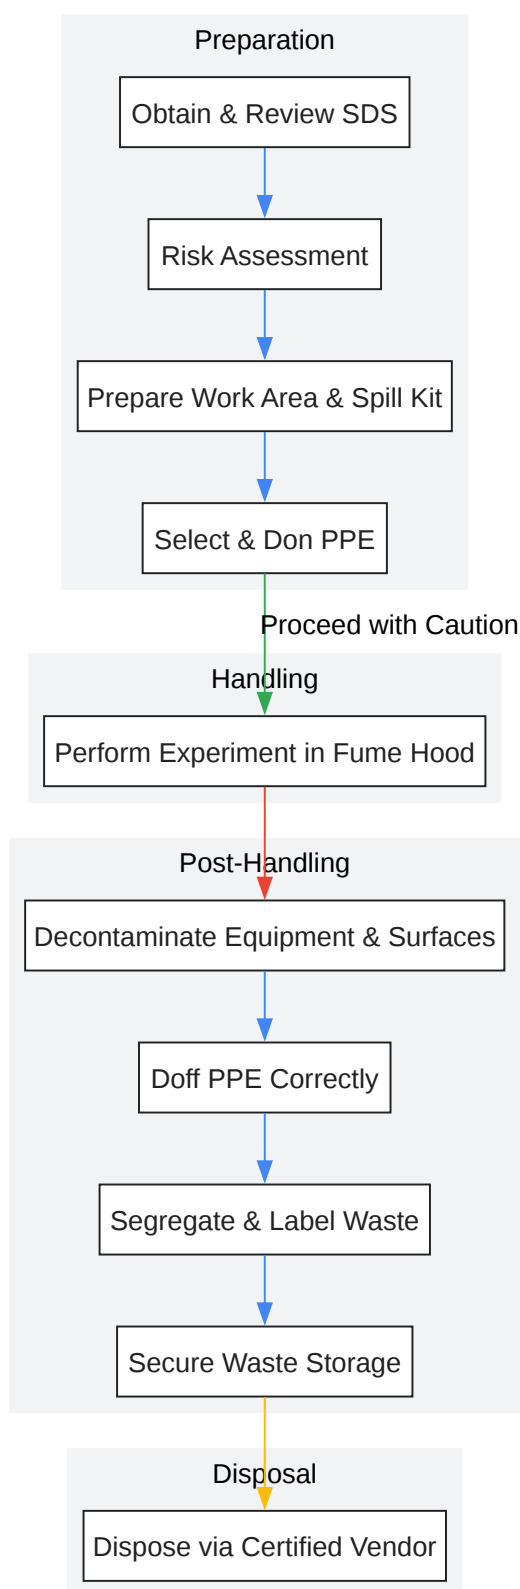 Preparation
Obtain & Review SDS
Risk Assessment
Prepare Work Area & Spill Kit
Select & Don PPE
Proceed with Caution
Handling
Perform Experiment in Fume Hood
Post-Handling
Decontaminate Equipment & Surfaces
Doff PPE Correctly
Segregate & Label Waste
Secure Waste Storage
Disposal
Dispose via Certified Vendor